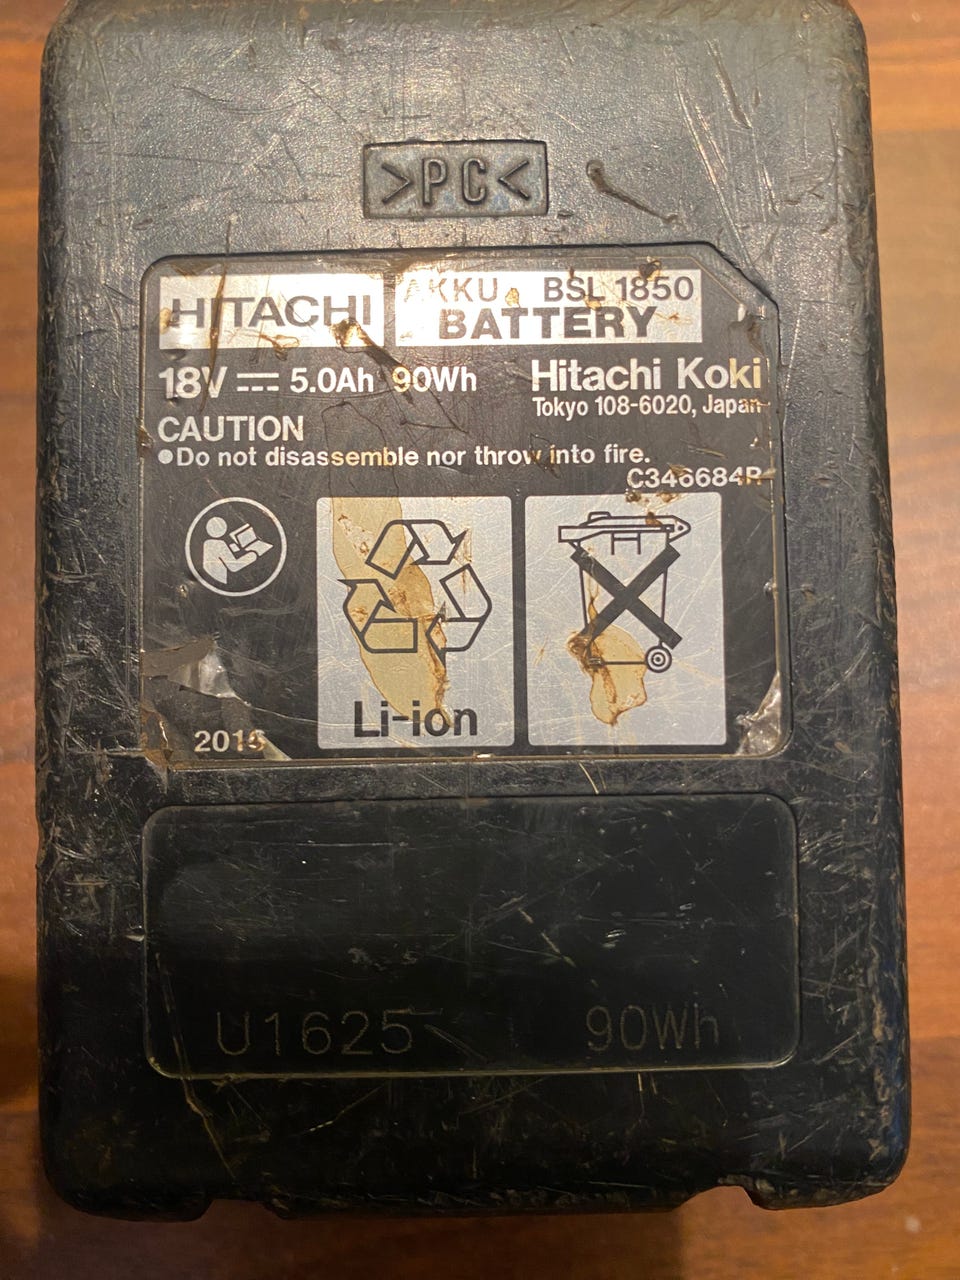 >PC<
HITACHI
AKKU BSL 1850
BATTERY
18V 5.0Ah 90Wh
Hitachi Koki
Tokyo 108-6020, Japan
CAUTION
●Do not disassemble nor throw into fire.
C346684R
Li-ion
2016
U1625 90Wh